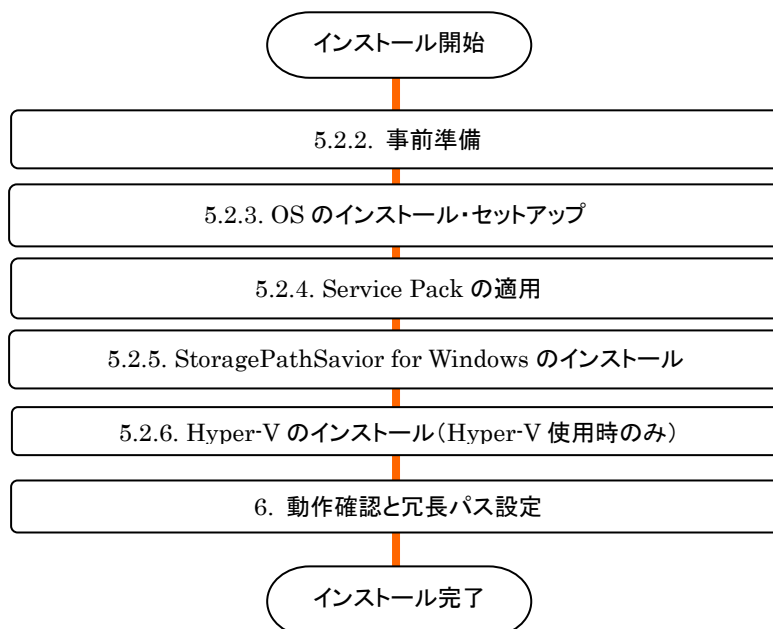 インストール開始
5.2.2. 事前準備
5.2.3. OS のインストール・セットアップ
5.2.4. Service Pack の適用
5.2.5. StoragePathSavior for Windows のインストール
5.2.6. Hyper-V のインストール(Hyper-V 使用時のみ)
6. 動作確認と冗長パス設定
インストール完了